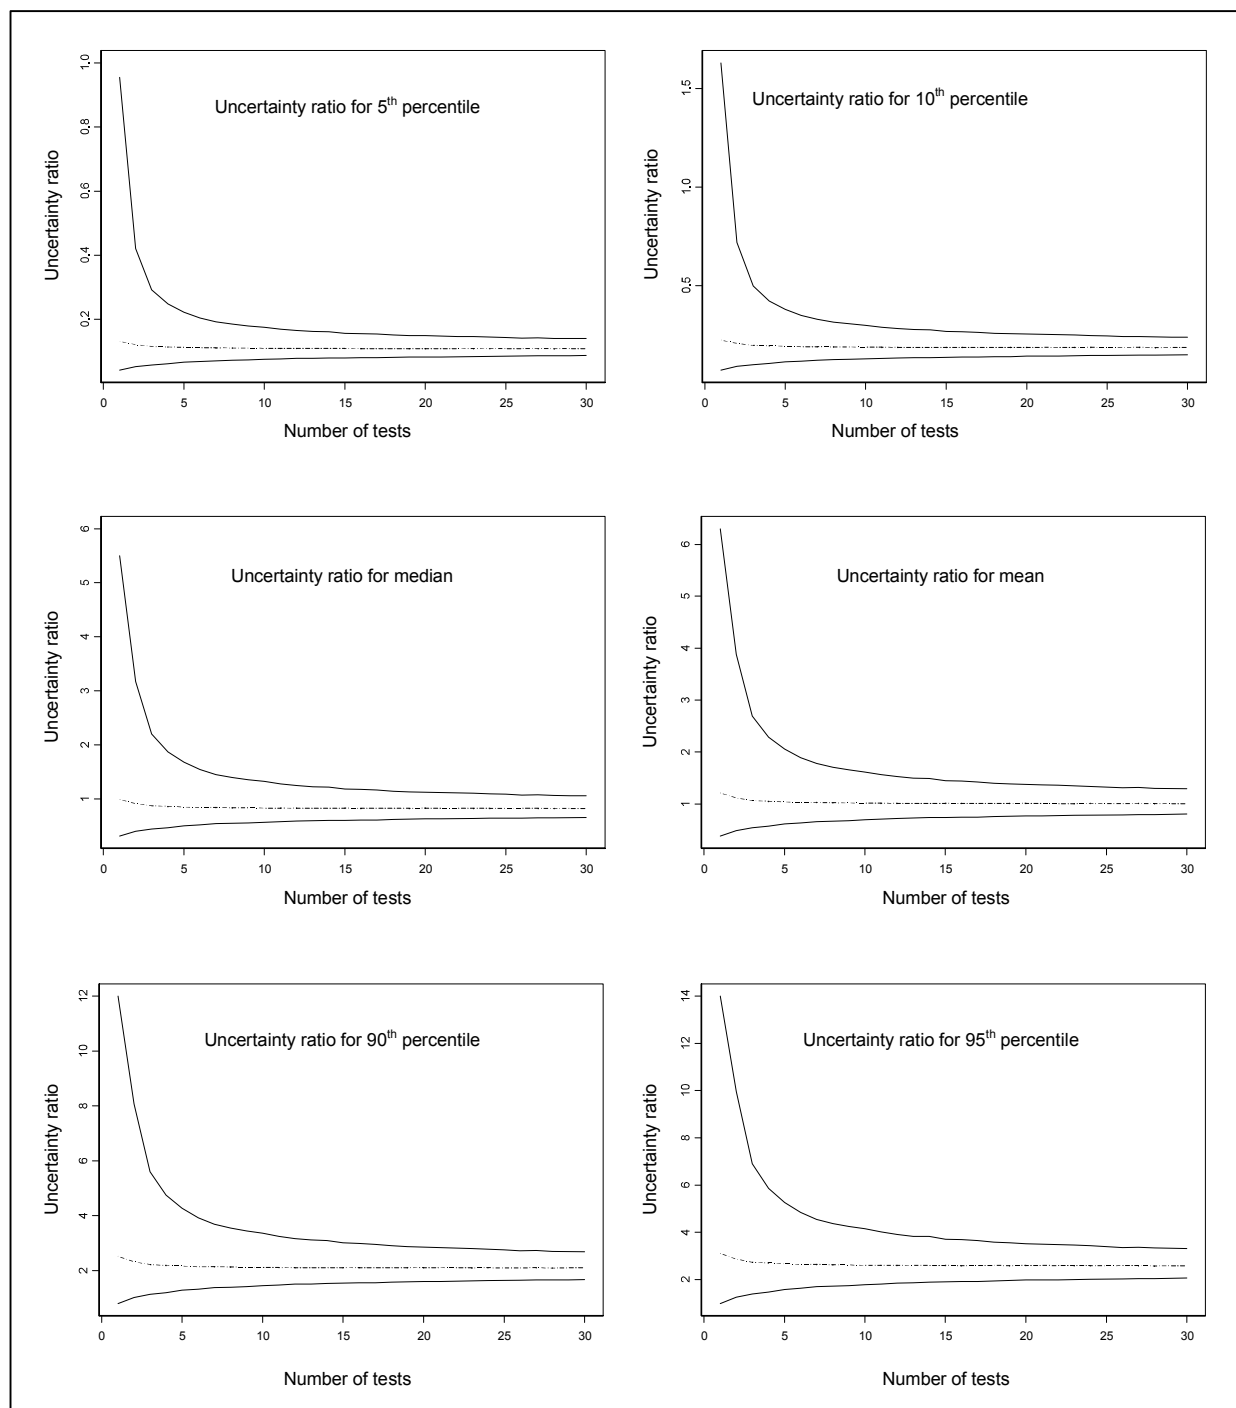 Uncertainty ratio for 5th percentile
Uncertainty ratio
1.0
0.8
0.6
0.4
0.2
0 5 10 15 20 25 30
Number of tests
Uncertainty ratio for 10th percentile
Uncertainty ratio
1.5
1.0
0.5
0 5 10 15 20 25 30
Number of tests
Uncertainty ratio for median
Uncertainty ratio
6
5
4
3
2
1
0 5 10 15 20 25 30
Number of tests
Uncertainty ratio for mean
Uncertainty ratio
6
5
4
3
2
1
0 5 10 15 20 25 30
Number of tests
Uncertainty ratio for 90th percentile
Uncertainty ratio
12
10
8
6
4
2
0 5 10 15 20 25 30
Number of tests
Uncertainty ratio for 95th percentile
Uncertainty ratio
14
12
10
8
6
4
2
0 5 10 15 20 25 30
Number of tests